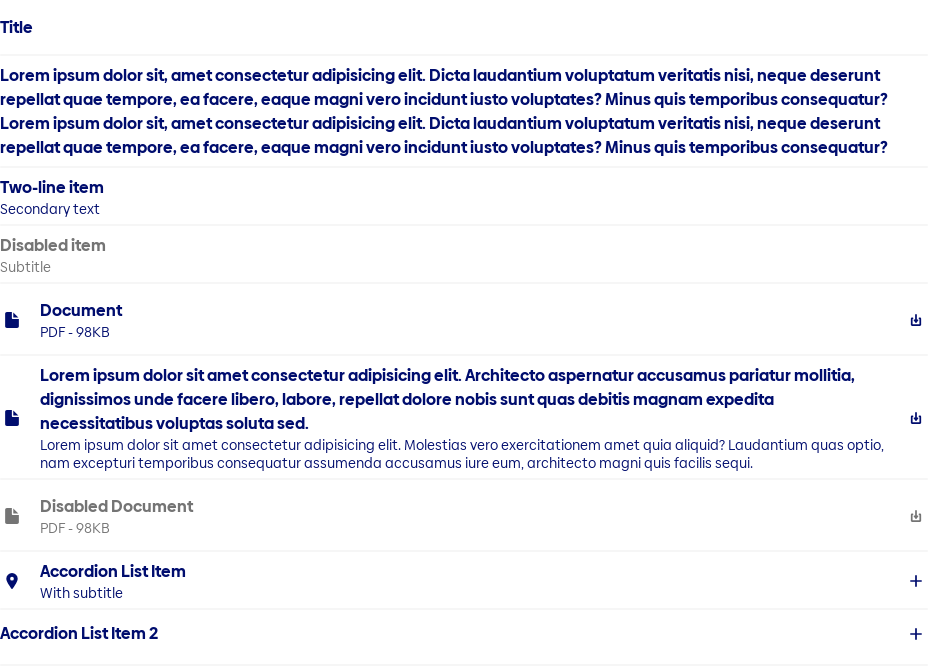 Title
Lorem ipsum dolor sit, amet consectetur adipisicing elit. Dicta laudantium voluptatum veritatis nisi, neque deserunt
repellat quae tempore, ea facere, eaque magni vero incidunt iusto voluptates? Minus quis temporibus consequatur?
Lorem ipsum dolor sit, amet consectetur adipisicing elit. Dicta laudantium voluptatum veritatis nisi, neque deserunt
repellat quae tempore, ea facere, eaque magni vero incidunt iusto voluptates? Minus quis temporibus consequatur?
Two-line item
Secondary text
Disabled item
Subtitle
Document
PDF - 98KB
Lorem ipsum dolor sit amet consectetur adipisicing elit. Architecto aspernatur accusamus pariatur mollitia,
dignissimos unde facere libero, labore, repellat dolore nobis sunt quas debitis magnam expedita
necessitatibus voluptas soluta sed.
Lorem ipsum dolor sit amet consectetur adipisicing elit. Molestias vero exercitationem amet quia aliquid? Laudantium quas optio,
nam excepturi temporibus consequatur assumenda accusamus iure eum, architecto magni quis facilis sequi.
Disabled Document
PDF - 98KB
Accordion List Item
With subtitle
Accordion List Item 2